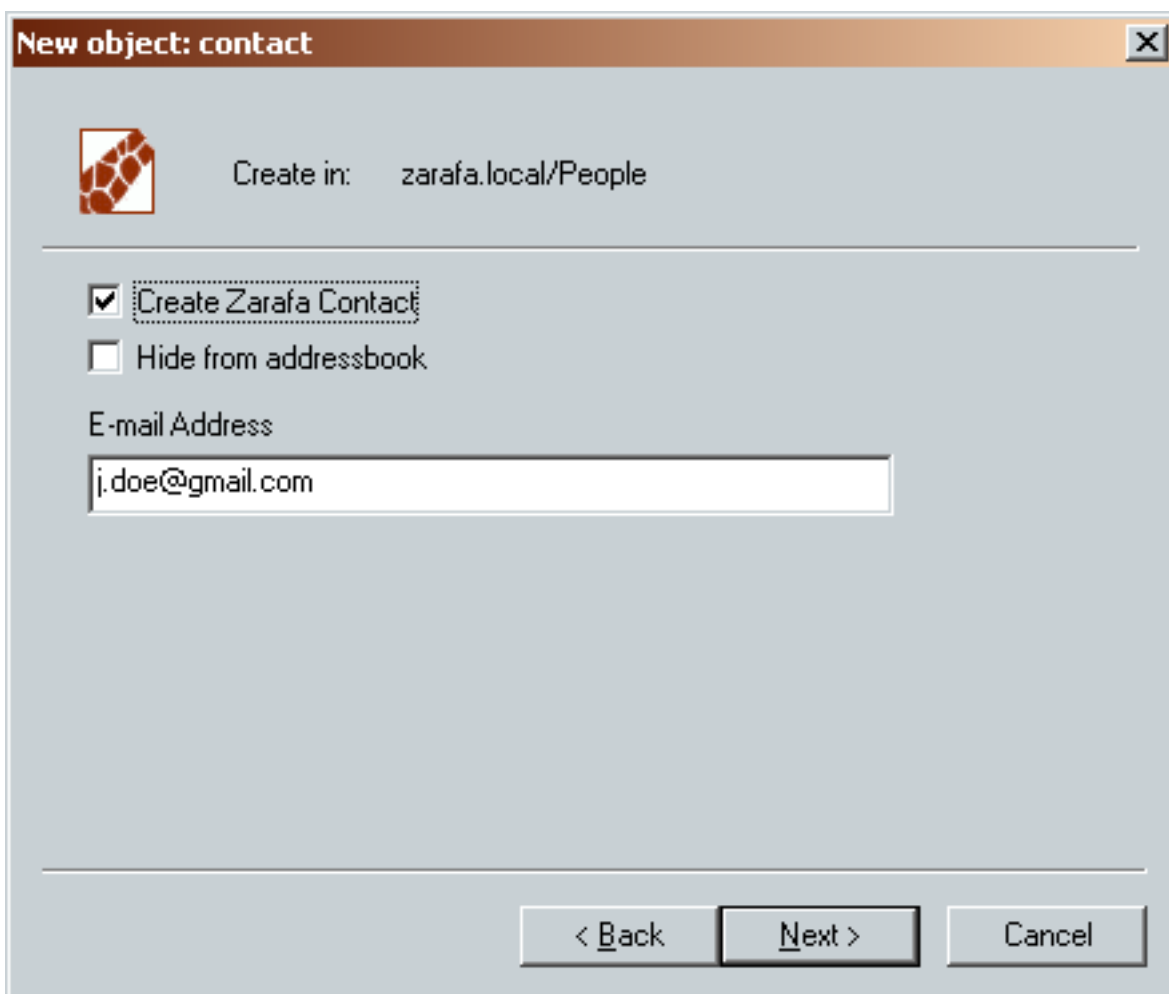 New object: contact
Create in: zarafa.local/People
Create Zarafa Contact
Hide from addressbook
E-mail Address
j.doe@gmail.com
< Back Next > Cancel